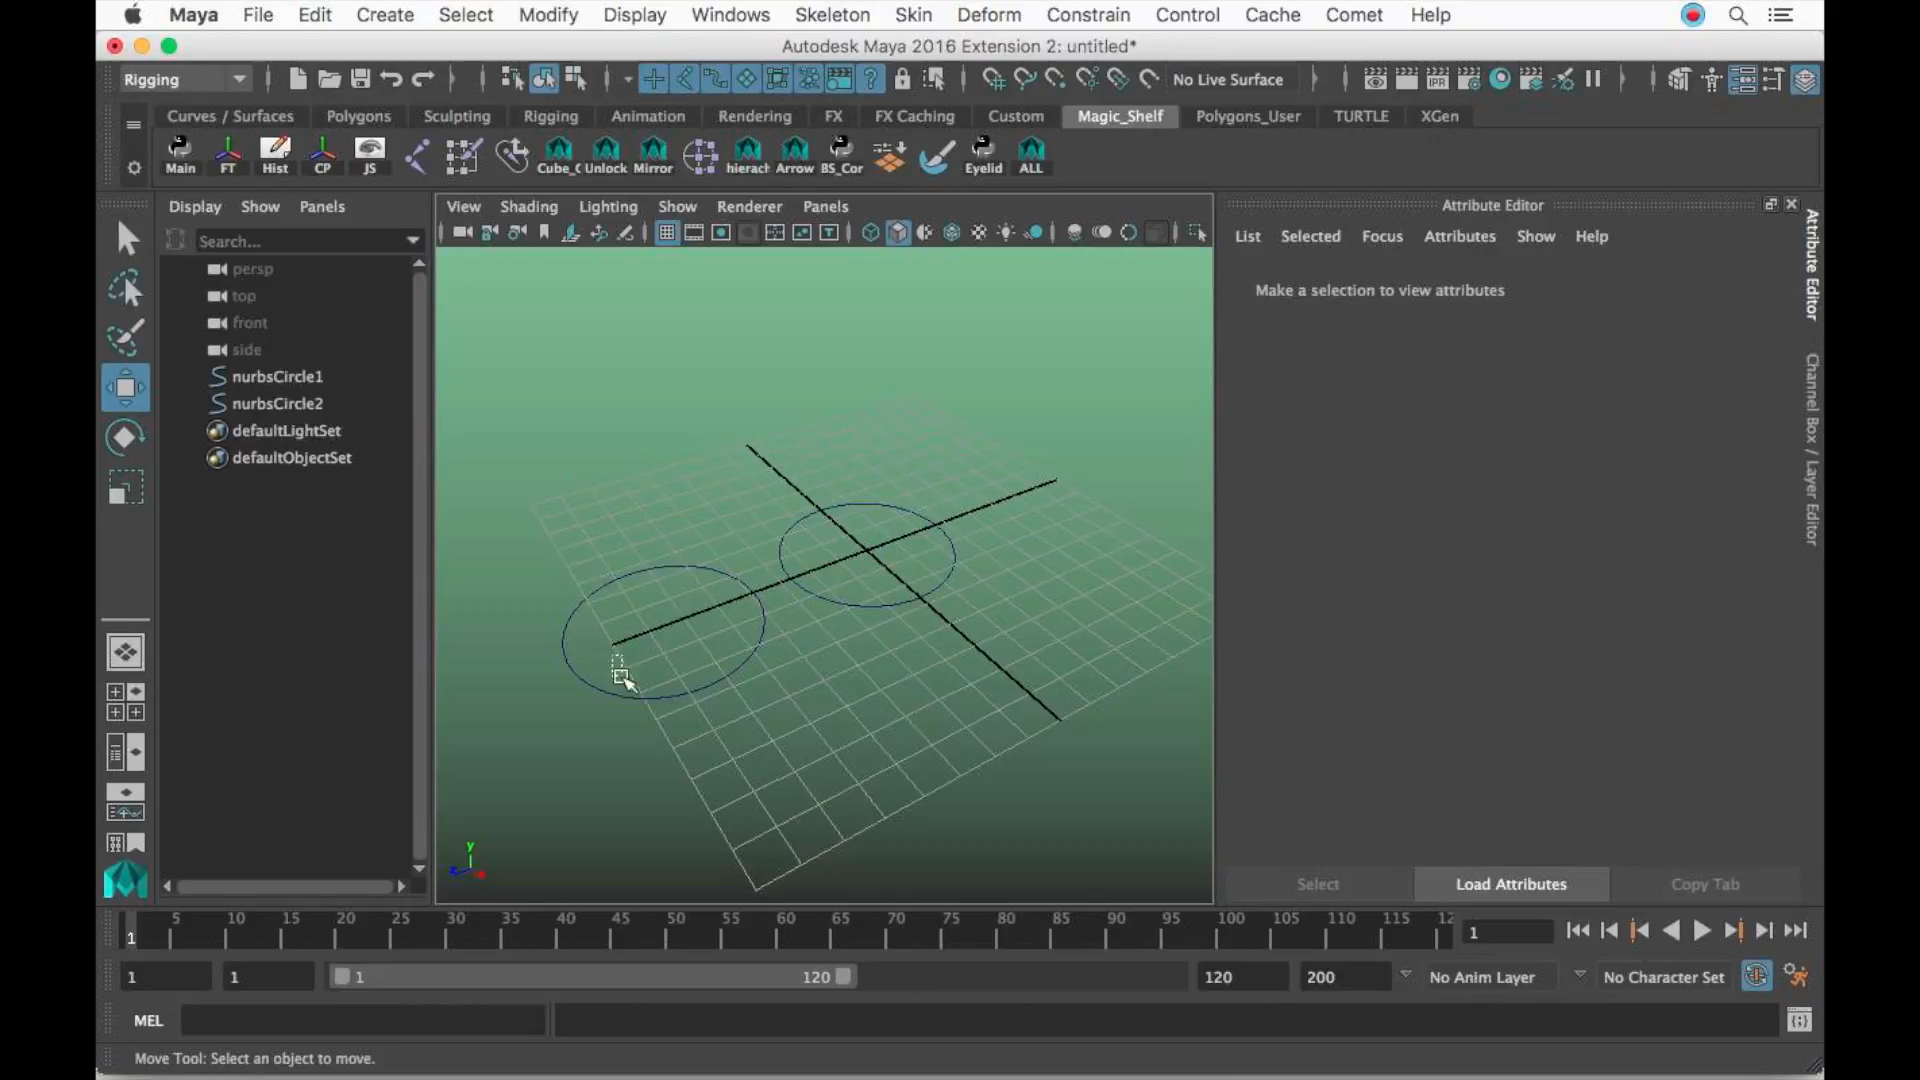 Maya File Edit Create Select Modify Display Windows Skeleton Skin Deform Constrain Control Cache Comet Help
Autodesk Maya 2016 Extension 2: untitled*
Rigging
No Live Surface
IPR
Curves / Surfaces Polygons Sculpting Rigging Animation Rendering FX FX Caching Custom Magic_Shelf Polygons_User TURTLE XGen
Main FT Hist CP JS Cube_C Unlock Mirror hierach Arrow BS_Cor Eyelid ALL
Display Show Panels
Search...
persp
top
front
side
nurbsCircle1
nurbsCircle2
defaultLightSet
defaultObjectSet
View Shading Lighting Show Renderer Panels
y
z
Attribute Editor
List Selected Focus Attributes Show Help
Make a selection to view attributes
Select Load Attributes Copy Tab
Attribute Editor
Channel Box / Layer Editor
5 10 15 20 25 30 35 40 45 50 55 60 65 70 75 80 85 90 95 100 105 110 115 12
1
1
1 1 1 120 120 200 No Anim Layer No Character Set
MEL
Move Tool: Select an object to move.